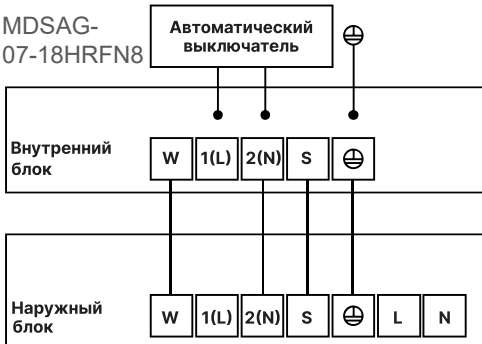 MDSAG-
07-18HRFN8
Автоматический
выключатель
Внутренний
блок
W 1(L) 2(N) S
Наружный
блок
W 1(L) 2(N) S L N